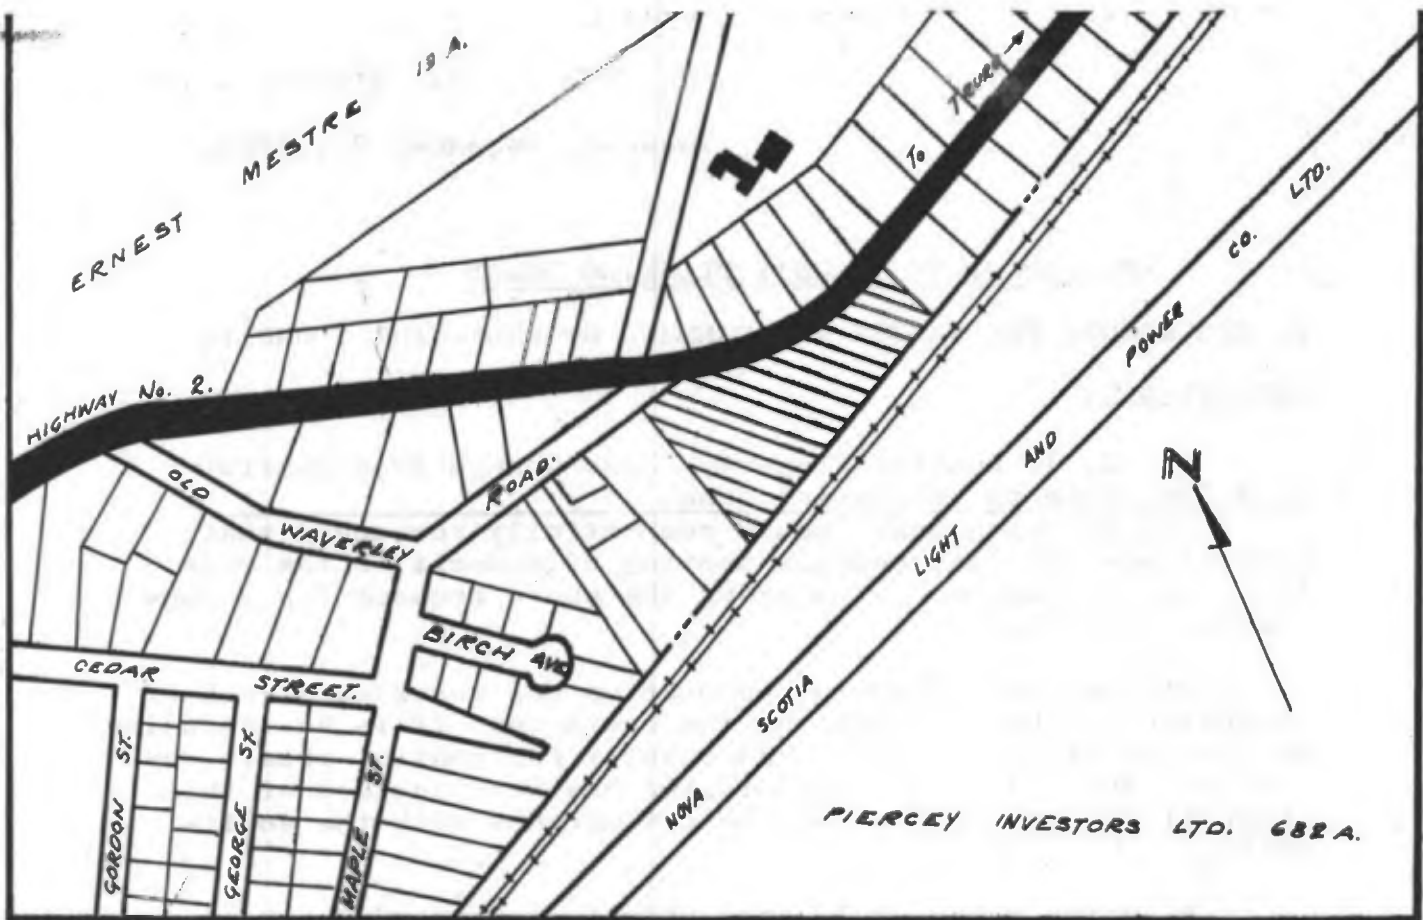 ERNEST MESTRE 19 A.
To TRURO
HIGHWAY No. 2.
OLD WAVERLEY ROAD.
BIRCH AVE
CEDAR STREET.
GORDON ST.
GEORGE ST.
MAPLE ST.
NOVA SCOTIA LIGHT AND POWER CO. LTD.
N
PIERCEY INVESTORS LTD. 682 A.